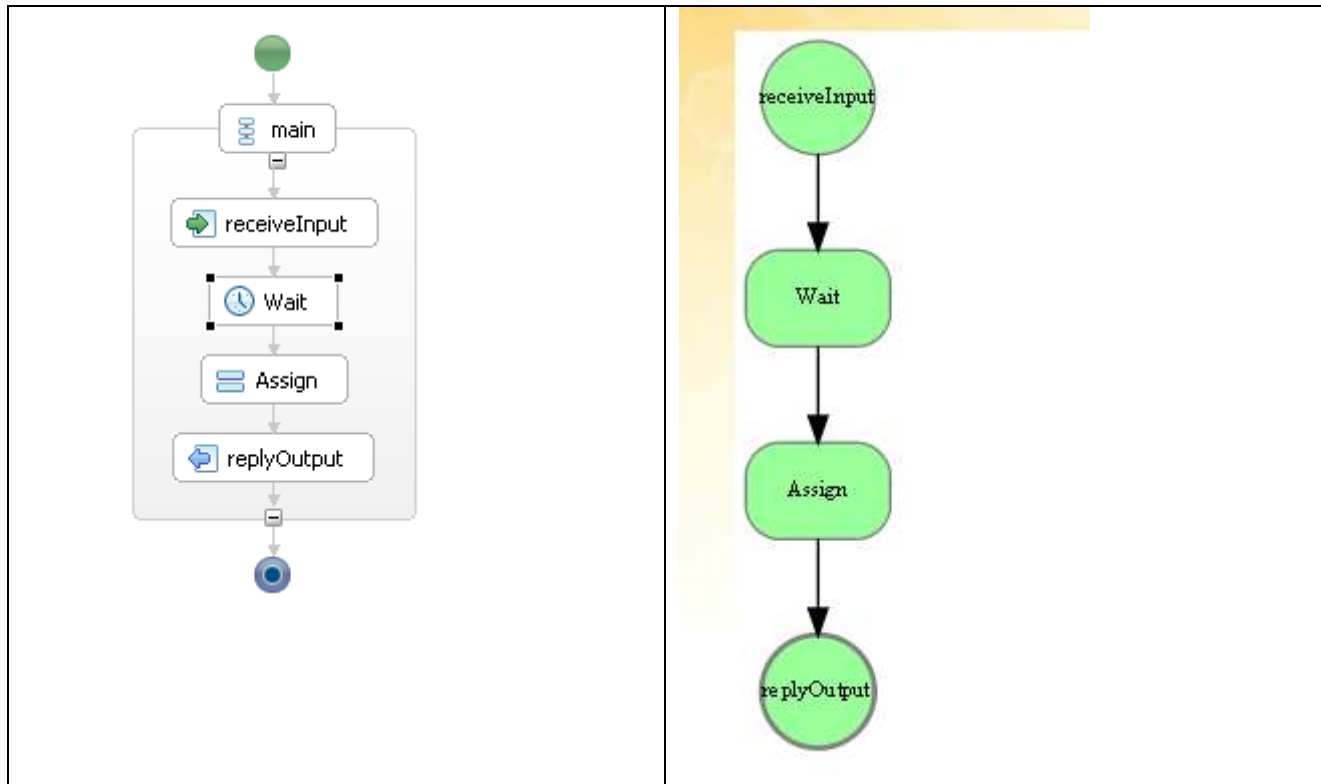 main
receiveInput
Wait
Assign
replyOutput
receiveInput
Wait
Assign
replyOutput